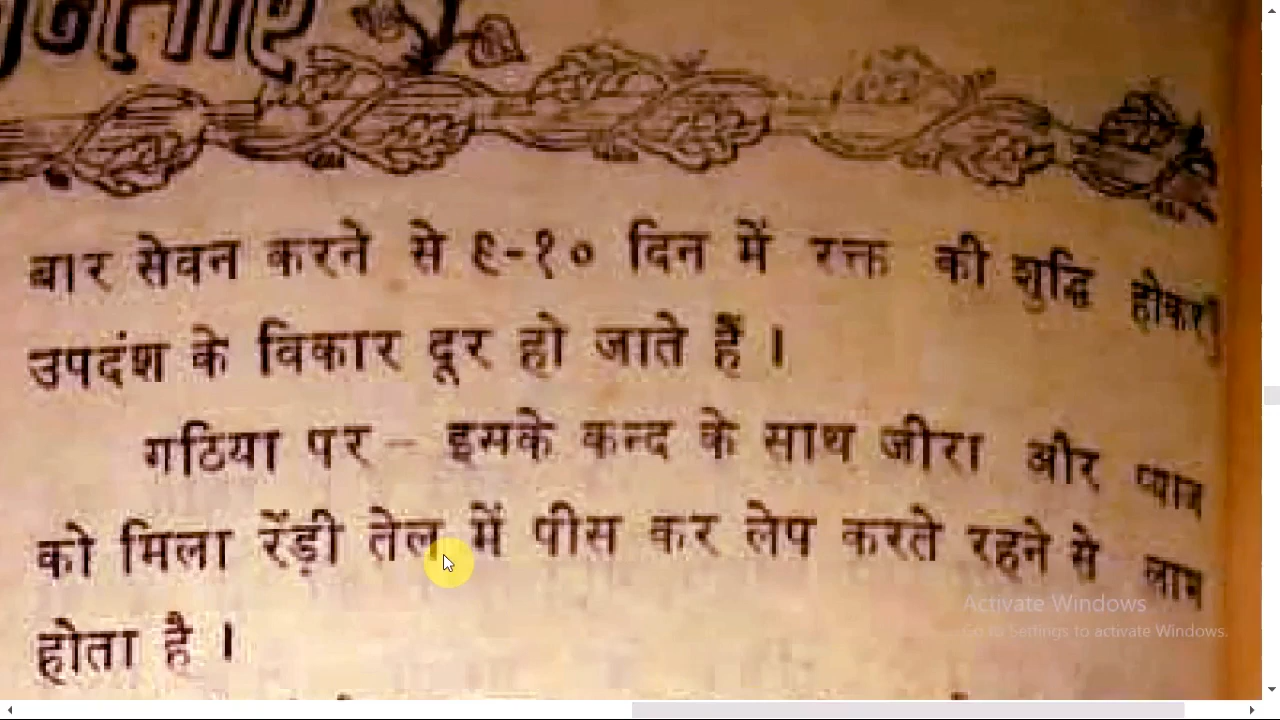 बार सेवन करने से ९-१० दिन में रक्त की शुद्धि होकर
उपदंश के विकार दूर हो जाते हैं ।
गठिया पर – इसके कन्द के साथ जीरा और प्याज
को मिला रेंड़ी तेल में पीस कर लेप करते रहने से लाभ
होता है ।
Activate Windows
Go to Settings to activate Windows.